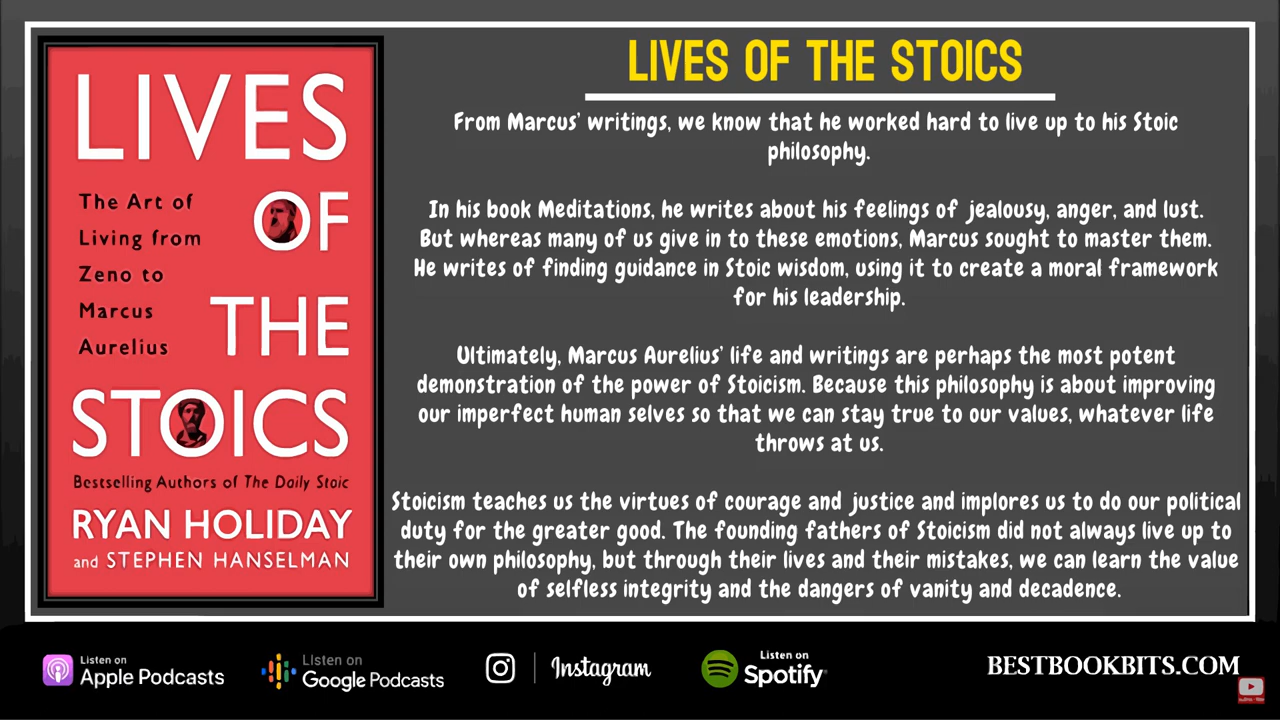 LIVES
OF
THE
STOICS
The Art of
Living from
Zeno to
Marcus
Aurelius
Bestselling Authors of The Daily Stoic
RYAN HOLIDAY
and STEPHEN HANSELMAN
LIVES OF THE STOICS
From Marcus' writings, we know that he worked hard to live up to his Stoic
philosophy.
In his book Meditations, he writes about his feelings of jealousy, anger, and lust.
But whereas many of us give in to these emotions, Marcus sought to master them.
He writes of finding guidance in Stoic wisdom, using it to create a moral framework
for his leadership.
Ultimately, Marcus Aurelius' life and writings are perhaps the most potent
demonstration of the power of Stoicism. Because this philosophy is about improving
our imperfect human selves so that we can stay true to our values, whatever life
throws at us.
Stoicism teaches us the virtues of courage and justice and implores us to do our political
duty for the greater good. The founding fathers of Stoicism did not always live up to
their own philosophy, but through their lives and their mistakes, we can learn the value
of selfless integrity and the dangers of vanity and decadence.
Listen on
Apple Podcasts
Listen on
Google Podcasts
Instagram
Listen on
Spotify
BESTBOOKBITS.COM